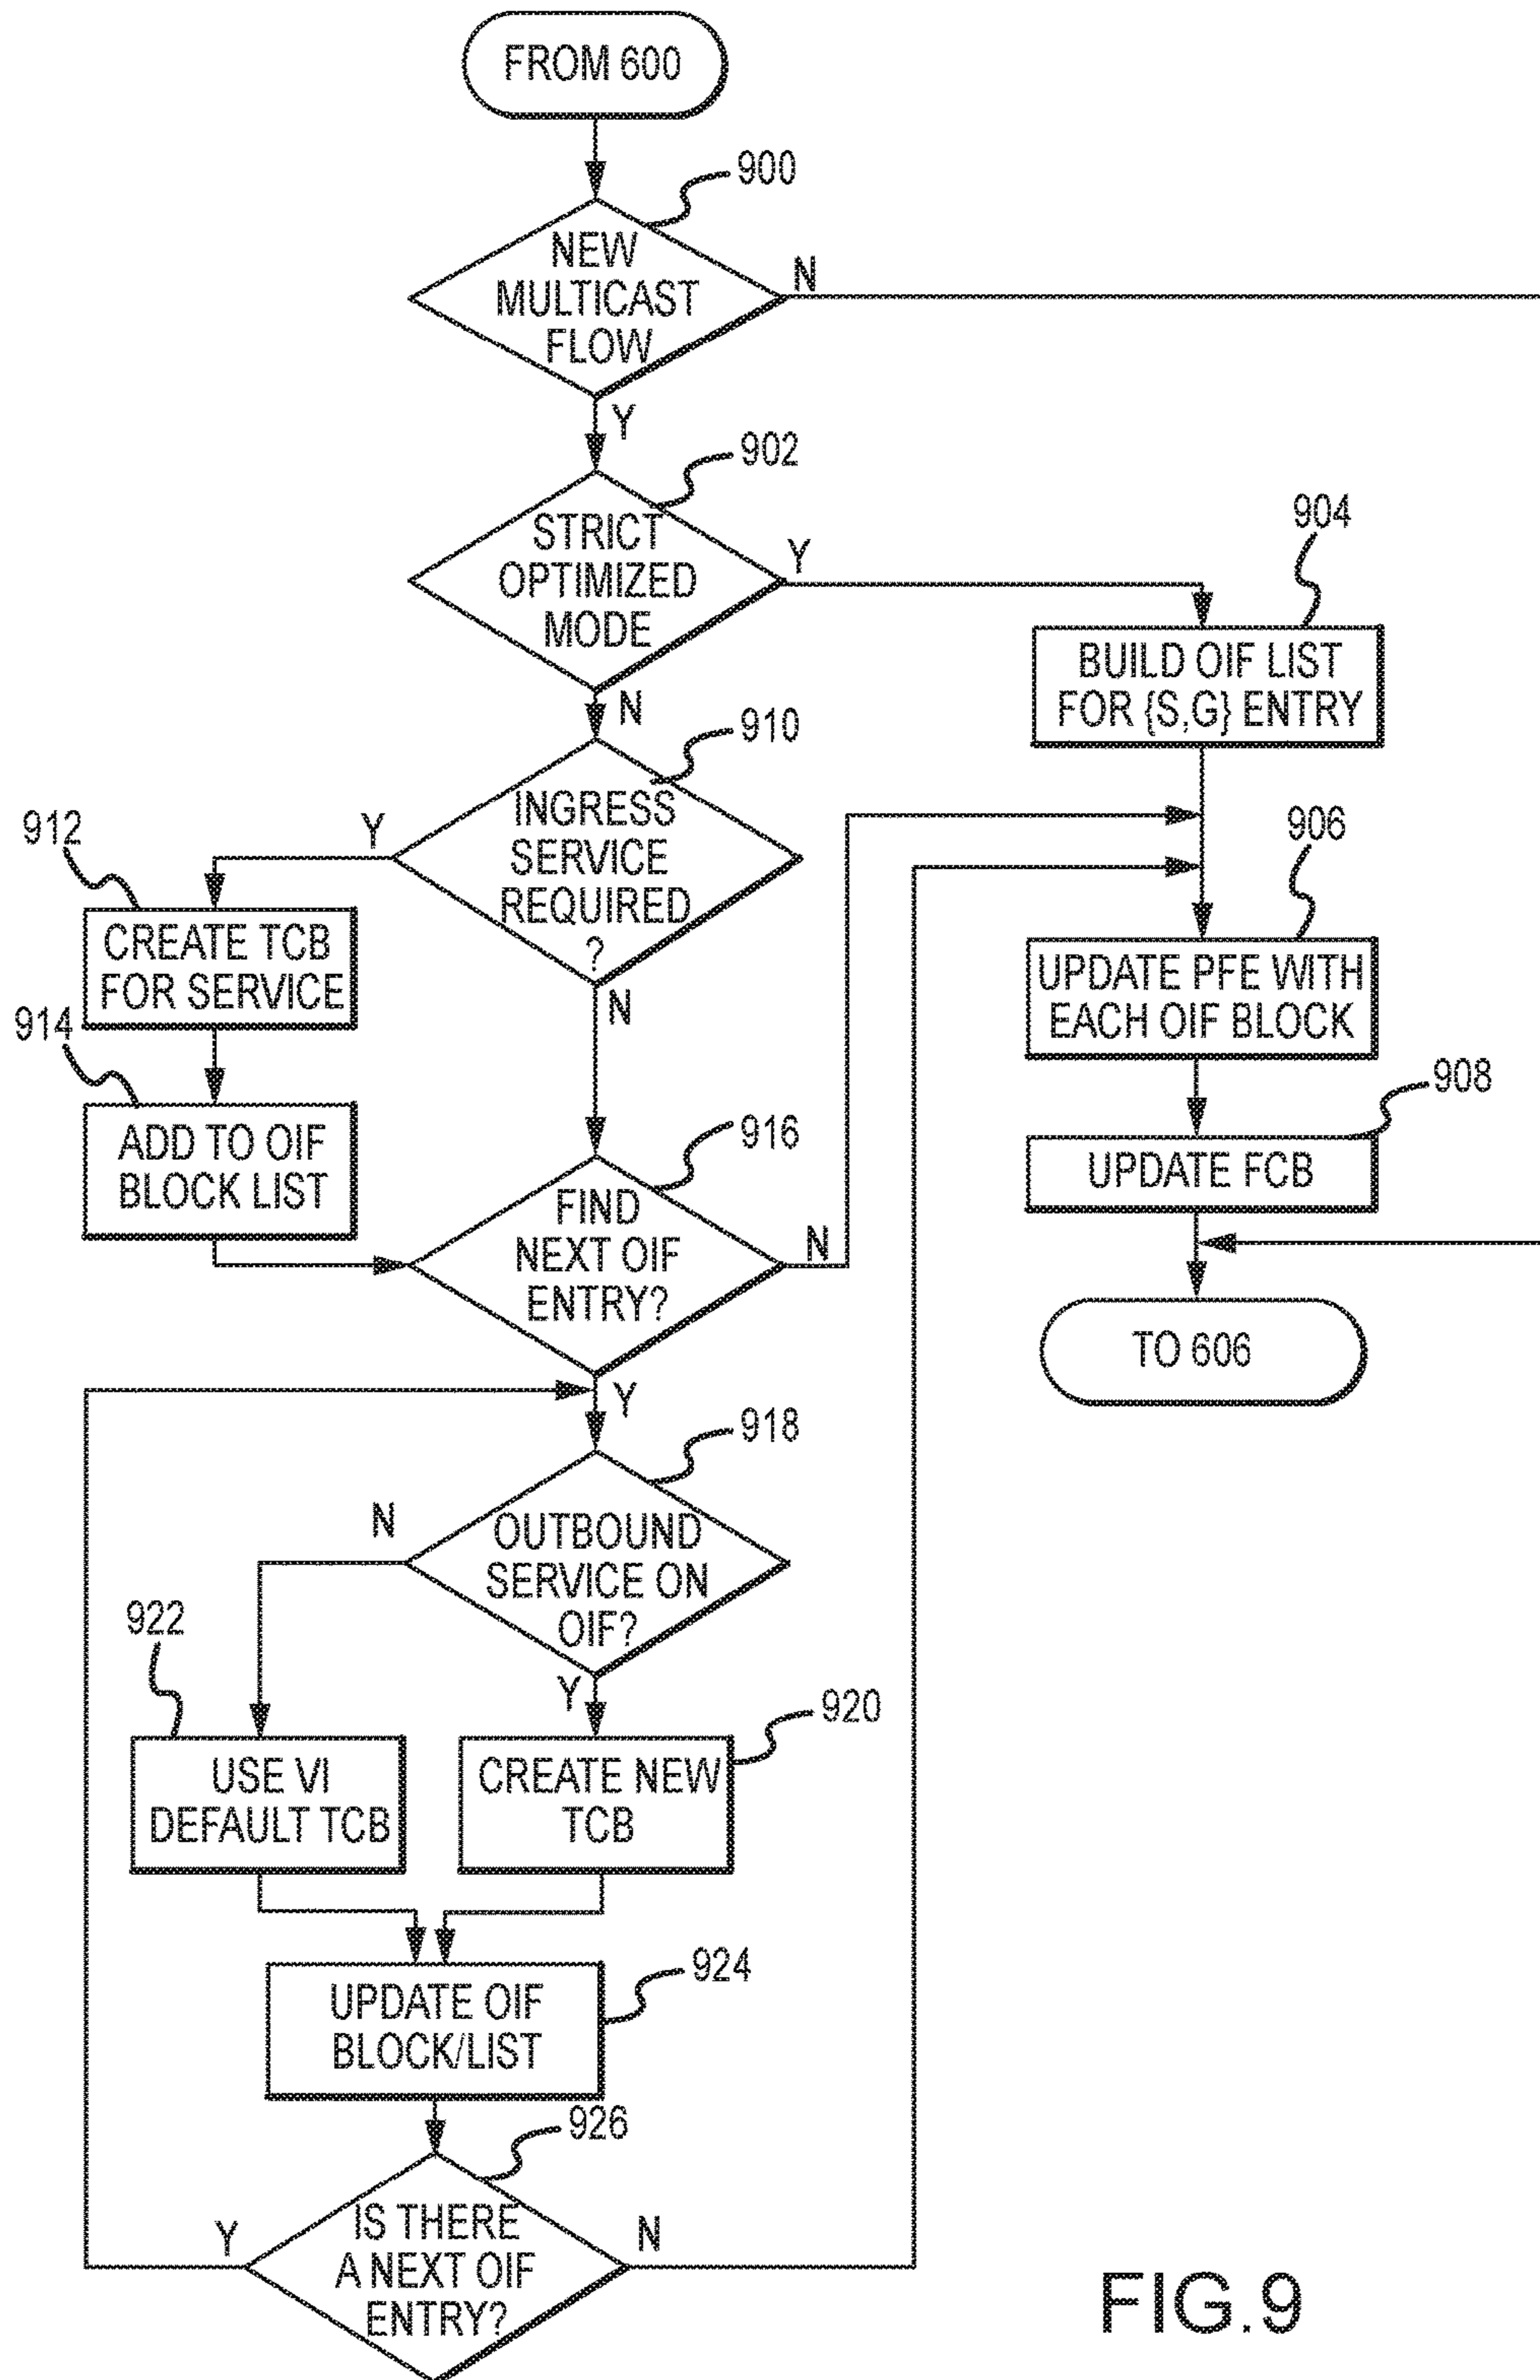 FROM 600
900
NEW
MULTICAST
FLOW
N
Y
902
STRICT
OPTIMIZED
MODE
Y
N
904
BUILD OIF LIST
FOR {S,G} ENTRY
910
INGRESS
SERVICE
REQUIRED
?
Y
N
912
CREATE TCB
FOR SERVICE
914
ADD TO OIF
BLOCK LIST
906
UPDATE PFE WITH
EACH OIF BLOCK
908
UPDATE FCB
TO 606
916
FIND
NEXT OIF
ENTRY?
N
Y
918
OUTBOUND
SERVICE ON
OIF?
N
Y
922
USE VI
DEFAULT TCB
920
CREATE NEW
TCB
924
UPDATE OIF
BLOCK/LIST
926
IS THERE
A NEXT OIF
ENTRY?
Y
N
FIG.9